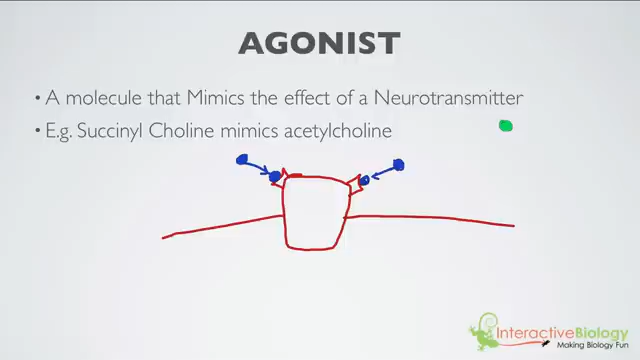 AGONIST
• A molecule that Mimics the effect of a Neurotransmitter
• E.g. Succinyl Choline mimics acetylcholine
InteractiveBiology
Making Biology Fun